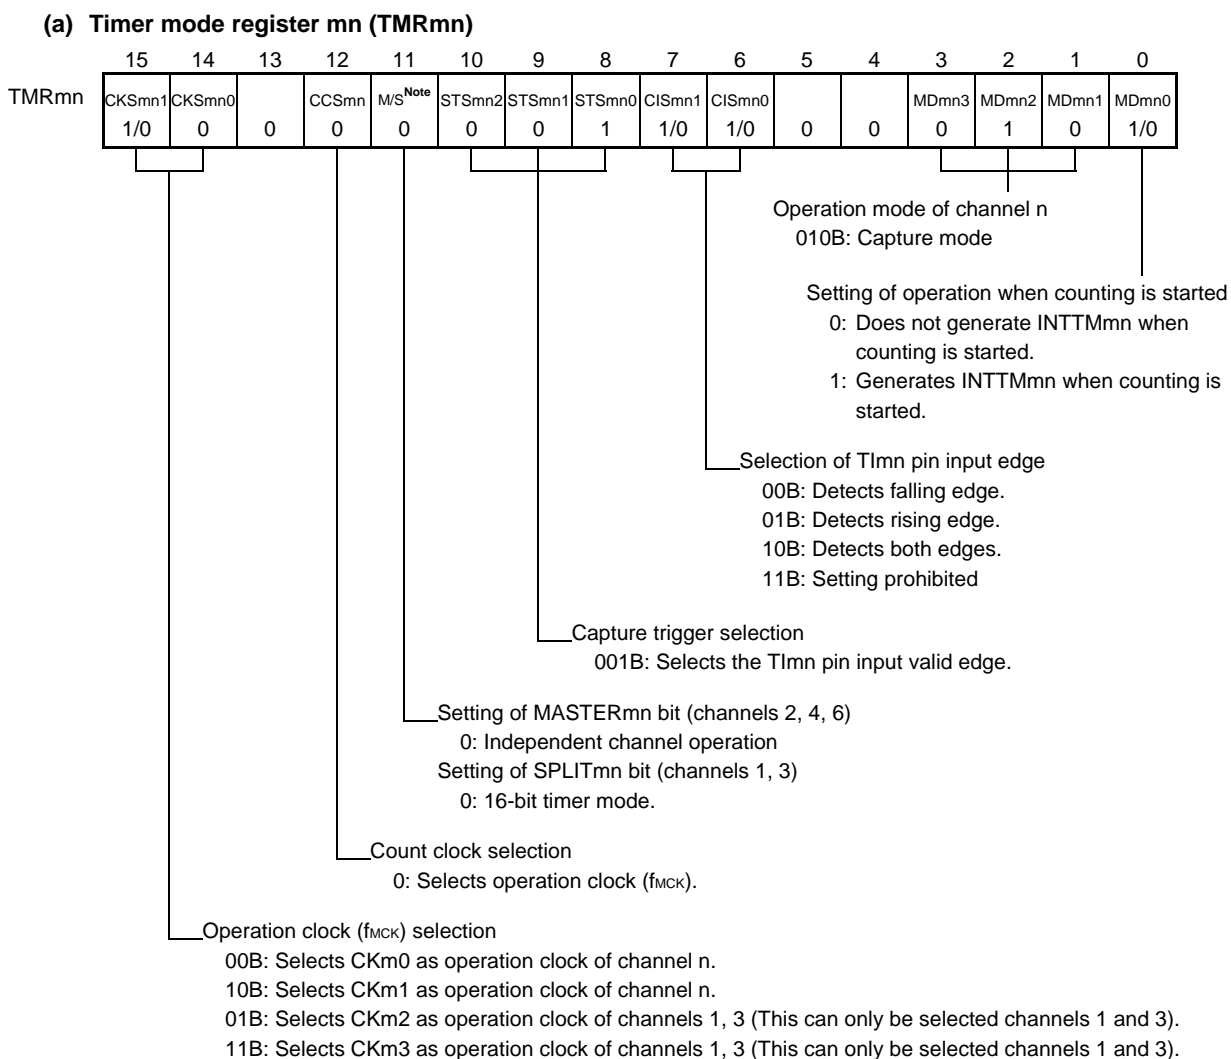 (a) Timer mode register mn (TMRmn)
15 14 13 12 11 10 9 8 7 6 5 4 3 2 1 0
TMRmn CKSmn1 CKSmn0 CCSmn M/S Note STSmn2 STSmn1 STSmn0 CISmn1 CISmn0 MDmn3 MDmn2 MDmn1 MDmn0
1/0 0 0 0 0 0 0 1 1/0 1/0 0 0 0 1 0 1/0
Operation mode of channel n
010B: Capture mode
Setting of operation when counting is started
0: Does not generate INTTMmn when
counting is started.
1: Generates INTTMmn when counting is
started.
Selection of TImn pin input edge
00B: Detects falling edge.
01B: Detects rising edge.
10B: Detects both edges.
11B: Setting prohibited
Capture trigger selection
001B: Selects the TImn pin input valid edge.
Setting of MASTERmn bit (channels 2, 4, 6)
0: Independent channel operation
Setting of SPLITmn bit (channels 1, 3)
0: 16-bit timer mode.
Count clock selection
0: Selects operation clock (fMCK).
Operation clock (fMCK) selection
00B: Selects CKm0 as operation clock of channel n.
10B: Selects CKm1 as operation clock of channel n.
01B: Selects CKm2 as operation clock of channels 1, 3 (This can only be selected channels 1 and 3).
11B: Selects CKm3 as operation clock of channels 1, 3 (This can only be selected channels 1 and 3).